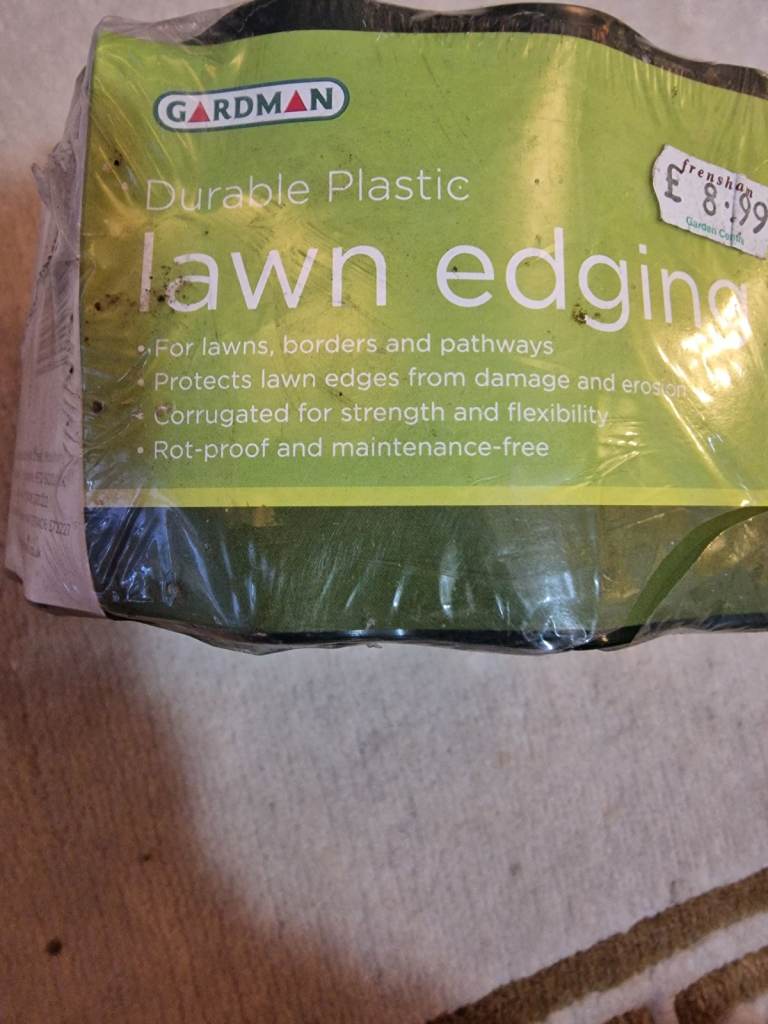 GARDMAN
frenshan
£ 8.99
Garden Centre
Durable Plastic
lawn edging
• For lawns, borders and pathways
• Protects lawn edges from damage and erosion
• Corrugated for strength and flexibility
• Rot-proof and maintenance-free